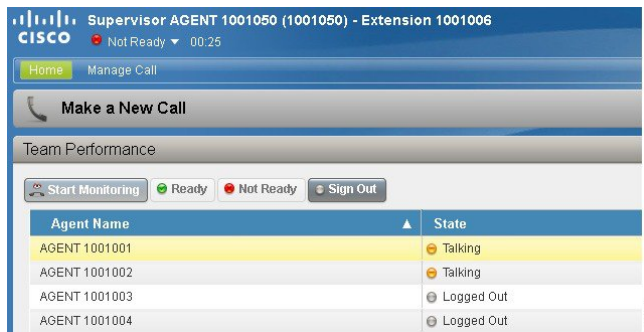 Supervisor AGENT 1001050 (1001050) - Extension 1001006
CISCO
Not Ready 00:25
Home Manage Call
Make a New Call
Team Performance
Start Monitoring Ready Not Ready Sign Out
Agent Name State
AGENT 1001001 Talking
AGENT 1001002 Talking
AGENT 1001003 Logged Out
AGENT 1001004 Logged Out